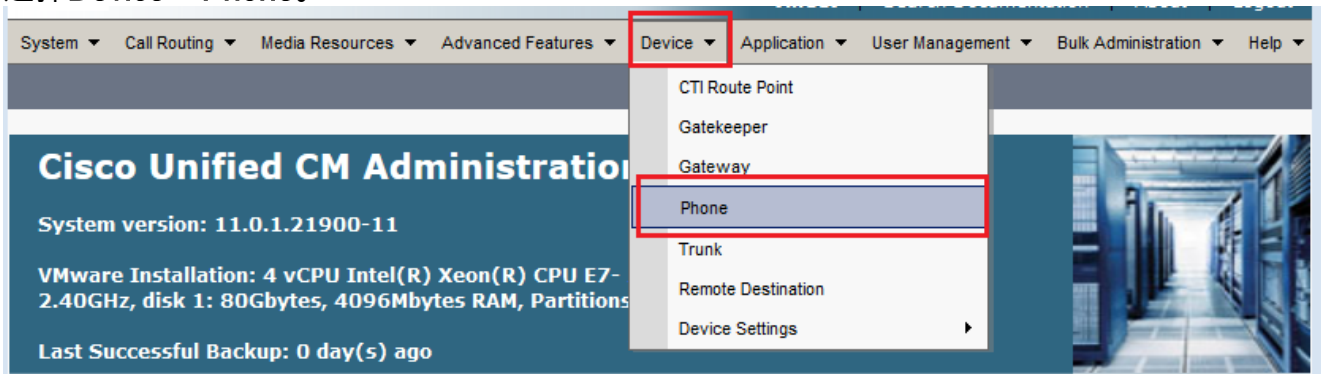 System Call Routing Media Resources Advanced Features Device Application User Management Bulk Administration Help
CTI Route Point
Gatekeeper
Gateway
Phone
Trunk
Remote Destination
Device Settings
Cisco Unified CM Administration
System version: 11.0.1.21900-11
VMware Installation: 4 vCPU Intel(R) Xeon(R) CPU E7-
2.40GHz, disk 1: 80Gbytes, 4096Mbytes RAM, Partitions
Last Successful Backup: 0 day(s) ago